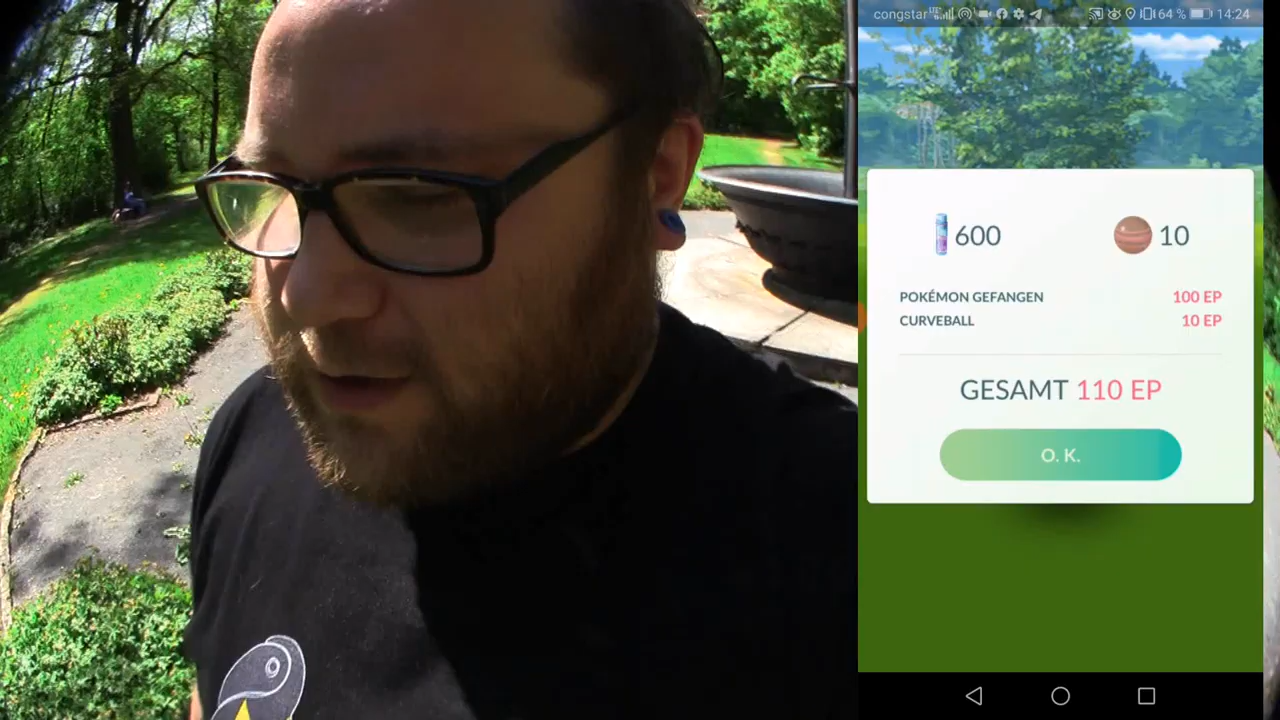 congstar 64 % 14:24
600 10
POKÉMON GEFANGEN 100 EP
CURVEBALL 10 EP
GESAMT 110 EP
O. K.